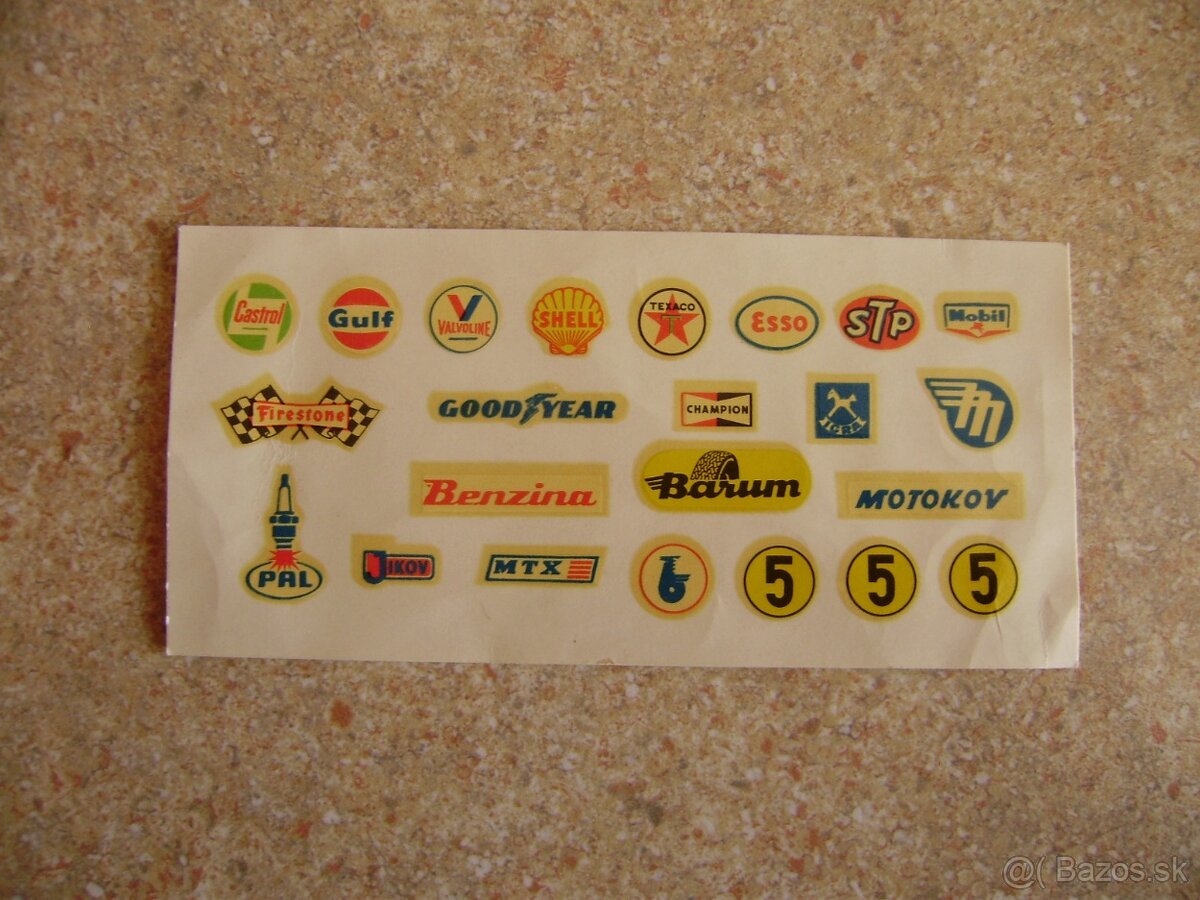 Castrol Gulf VALVOLINE SHELL TEXACO T Esso STP Mobil
Firestone GOODYEAR CHAMPION IGRA M
Benzina Barum MOTOKOV
PAL JIKOV MTX 5 5 5
@( Bazos.sk